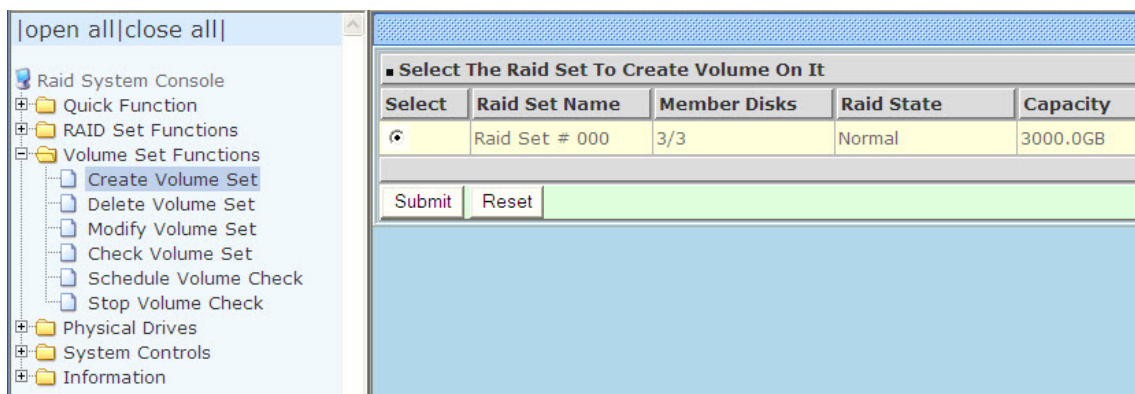 |open all|close all|
Raid System Console
Quick Function
RAID Set Functions
Volume Set Functions
Create Volume Set
Delete Volume Set
Modify Volume Set
Check Volume Set
Schedule Volume Check
Stop Volume Check
Physical Drives
System Controls
Information
Select The Raid Set To Create Volume On It
Select Raid Set Name Member Disks Raid State Capacity
Raid Set # 000 3/3 Normal 3000.0GB
Submit Reset